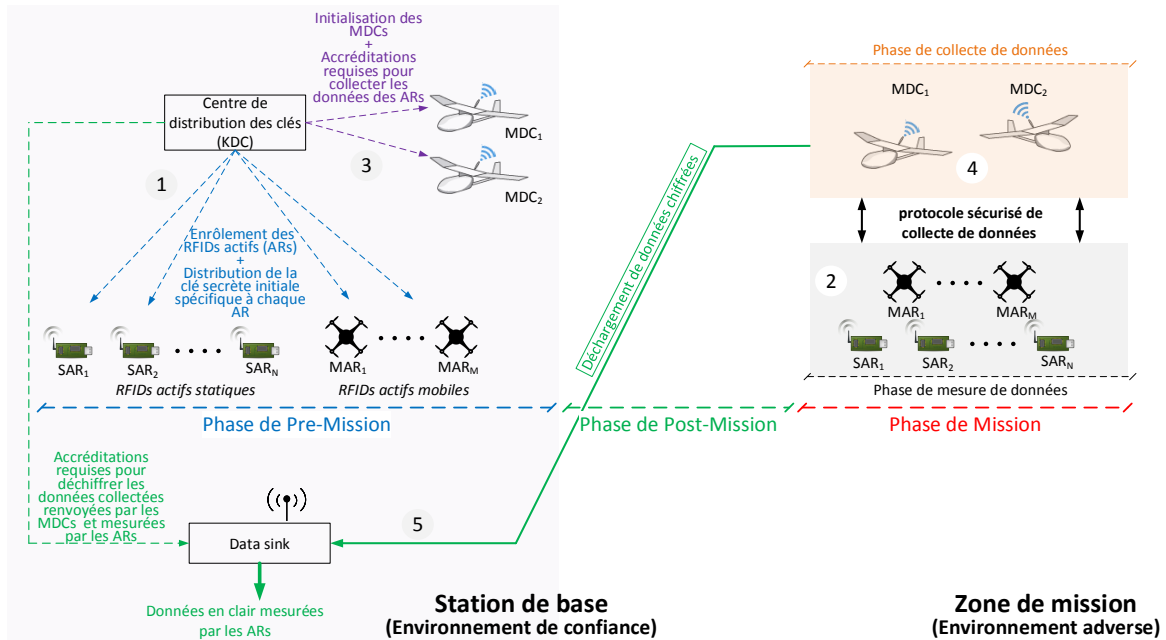 Initialisation des
MDCs
+
Accréditations
requises pour
collecter les
données des ARs
Centre de
distribution des clés
(KDC)
MDC1
MDC2
3
1
Enrôlement des
RFIDs actifs (ARs)
+
Distribution de la
clé secrète initiale
spécifique à chaque
AR
SAR1
SAR2
SARN
MAR1
MARM
RFIDs actifs statiques
RFIDs actifs mobiles
Phase de Pre-Mission
Déchargement de données chiffrées
Phase de Post-Mission
Phase de collecte de données
MDC1
MDC2
4
protocole sécurisé de
collecte de données
2
MAR1
MARM
SAR1
SAR2
SARN
Phase de mesure de données
Phase de Mission
Accréditations
requises pour
déchiffrer les
données collectées
renvoyées par les
MDCs et mesurées
par les ARs
5
Data sink
Données en clair mesurées
par les ARs
Station de base
(Environnement de confiance)
Zone de mission
(Environnement adverse)